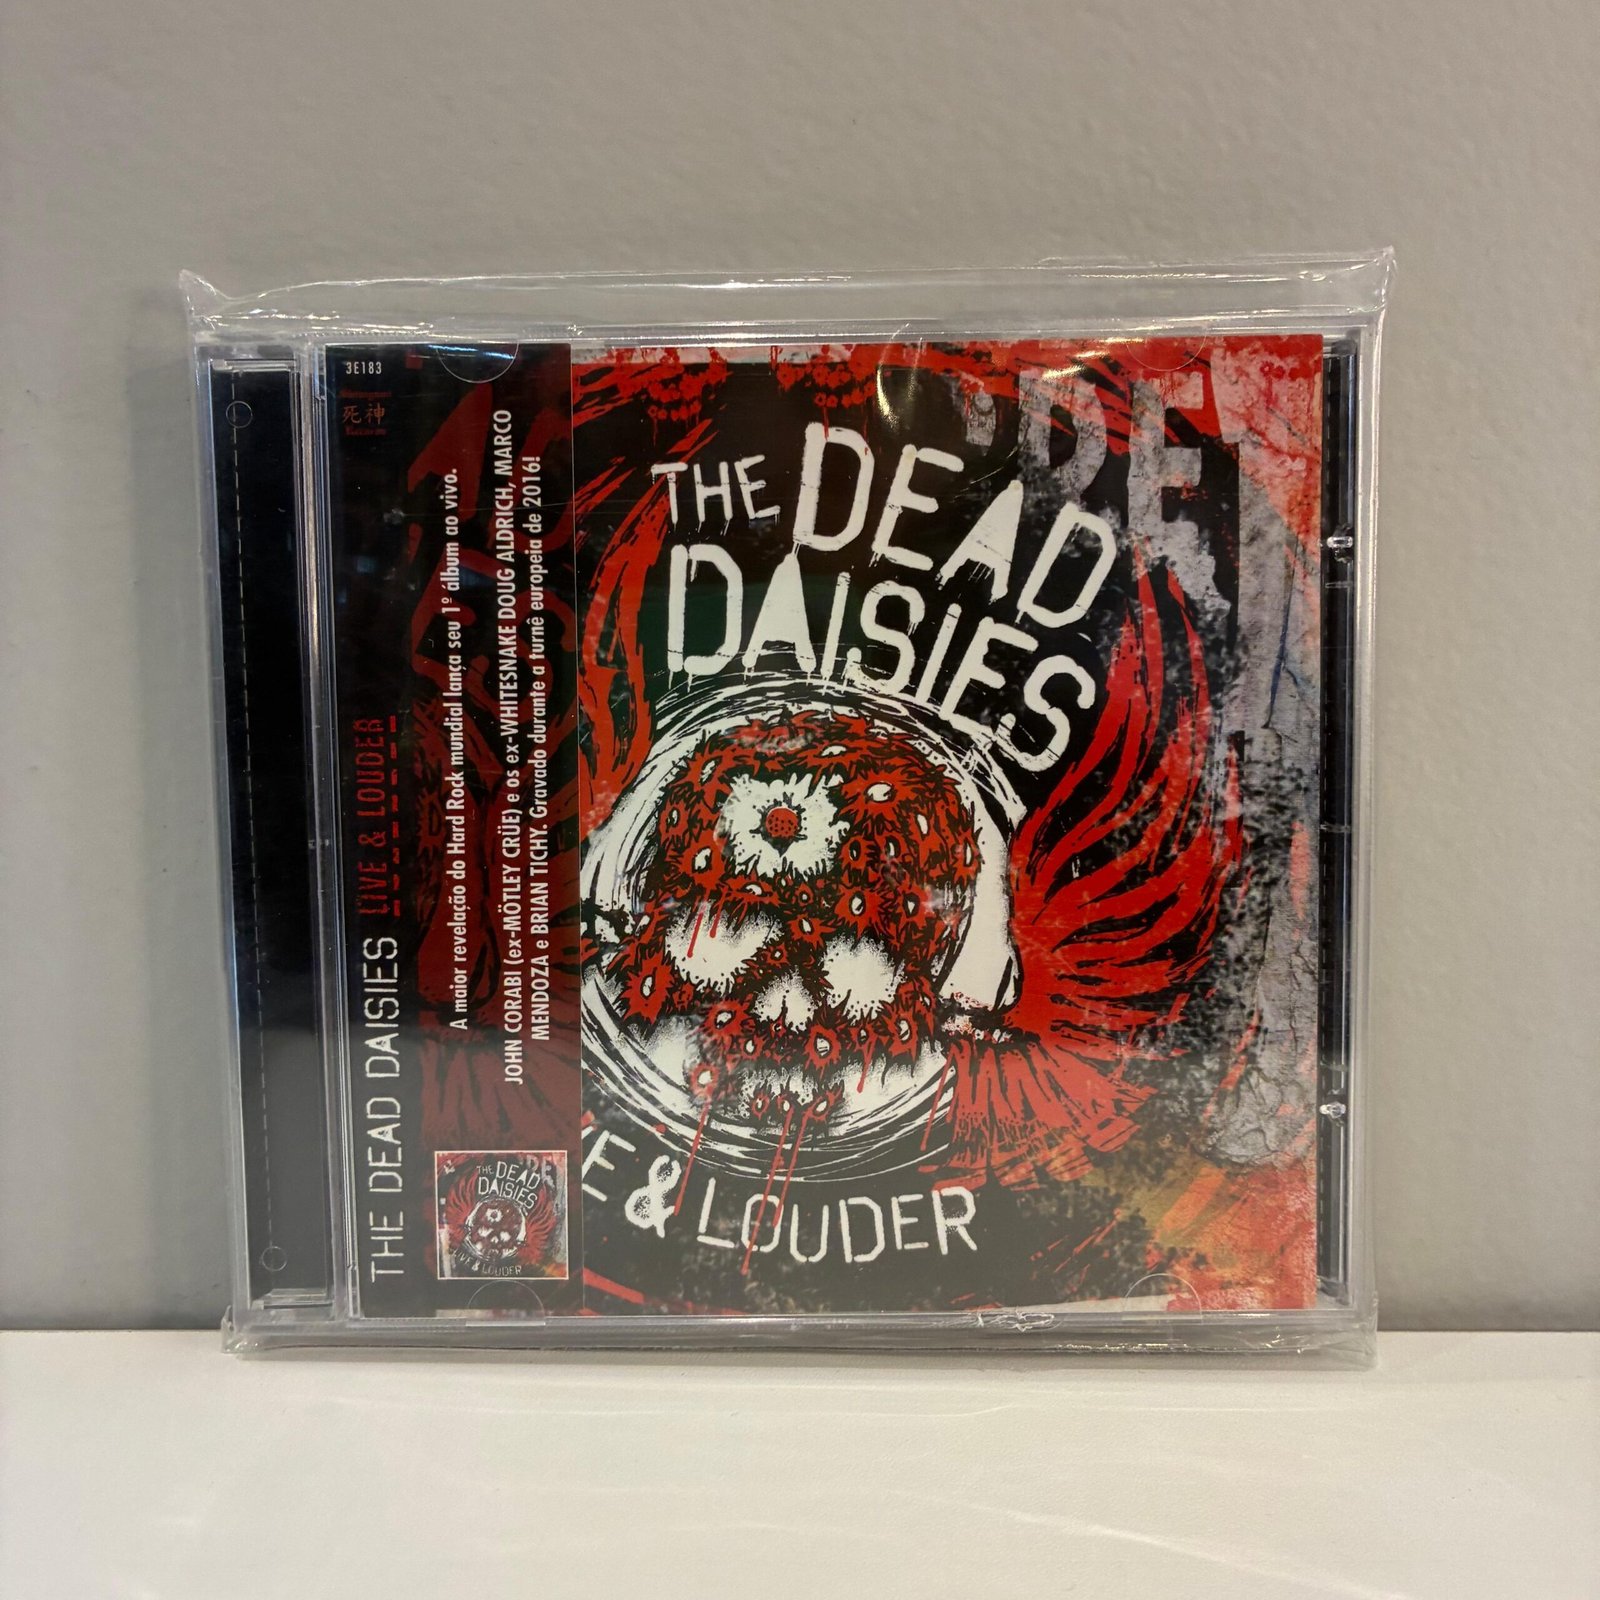 3E183
死神
THE DEAD DAISIES LIVE & LOUDER
A maior revelação do Hard Rock mundial lança seu 1º álbum ao vivo.
JOHN CORABI (ex-MÖTLEY CRÜE) e os ex-WHITESNAKE DOUG ALDRICH, MARCO
MENDOZA e BRIAN TICHY. Gravado durante a turnê europeia de 2016!
THE DEAD
DAISIES
LIVE & LOUDER
THE DEAD
DAISIES
E & LOUDER